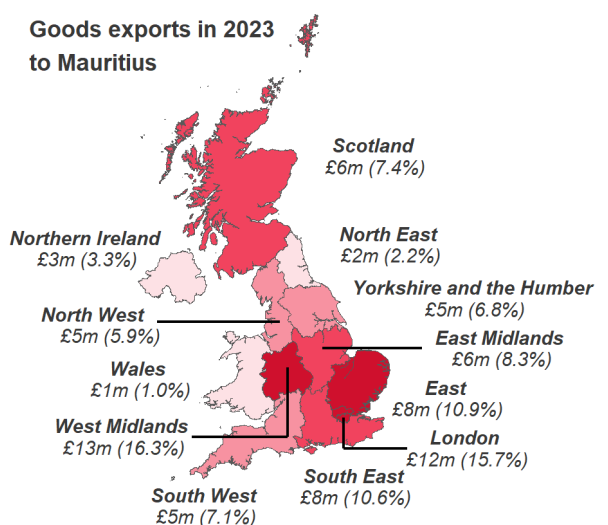 Goods exports in 2023
to Mauritius
Scotland
£6m (7.4%)
Northern Ireland
£3m (3.3%)
North East
£2m (2.2%)
Yorkshire and the Humber
£5m (6.8%)
North West
£5m (5.9%)
East Midlands
£6m (8.3%)
Wales
£1m (1.0%)
East
£8m (10.9%)
West Midlands
£13m (16.3%)
London
£12m (15.7%)
South East
£8m (10.6%)
South West
£5m (7.1%)